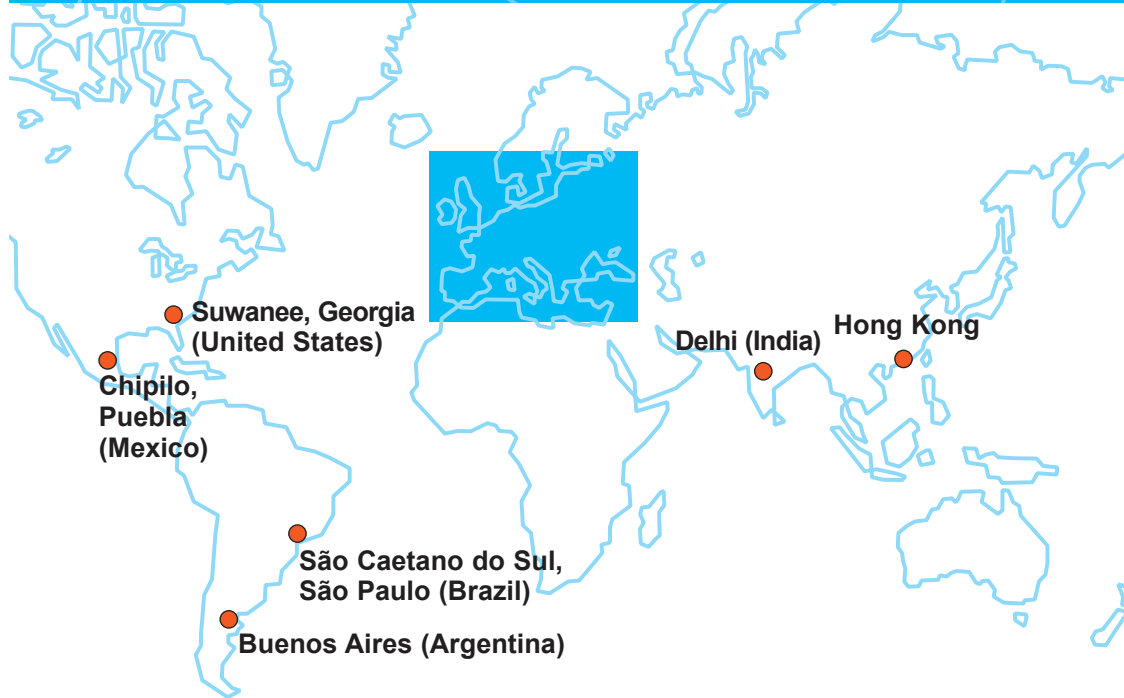 Suwanee, Georgia
(United States)
Hong Kong
Delhi (India)
Chipilo,
Puebla
(Mexico)
São Caetano do Sul,
São Paulo (Brazil)
Buenos Aires (Argentina)